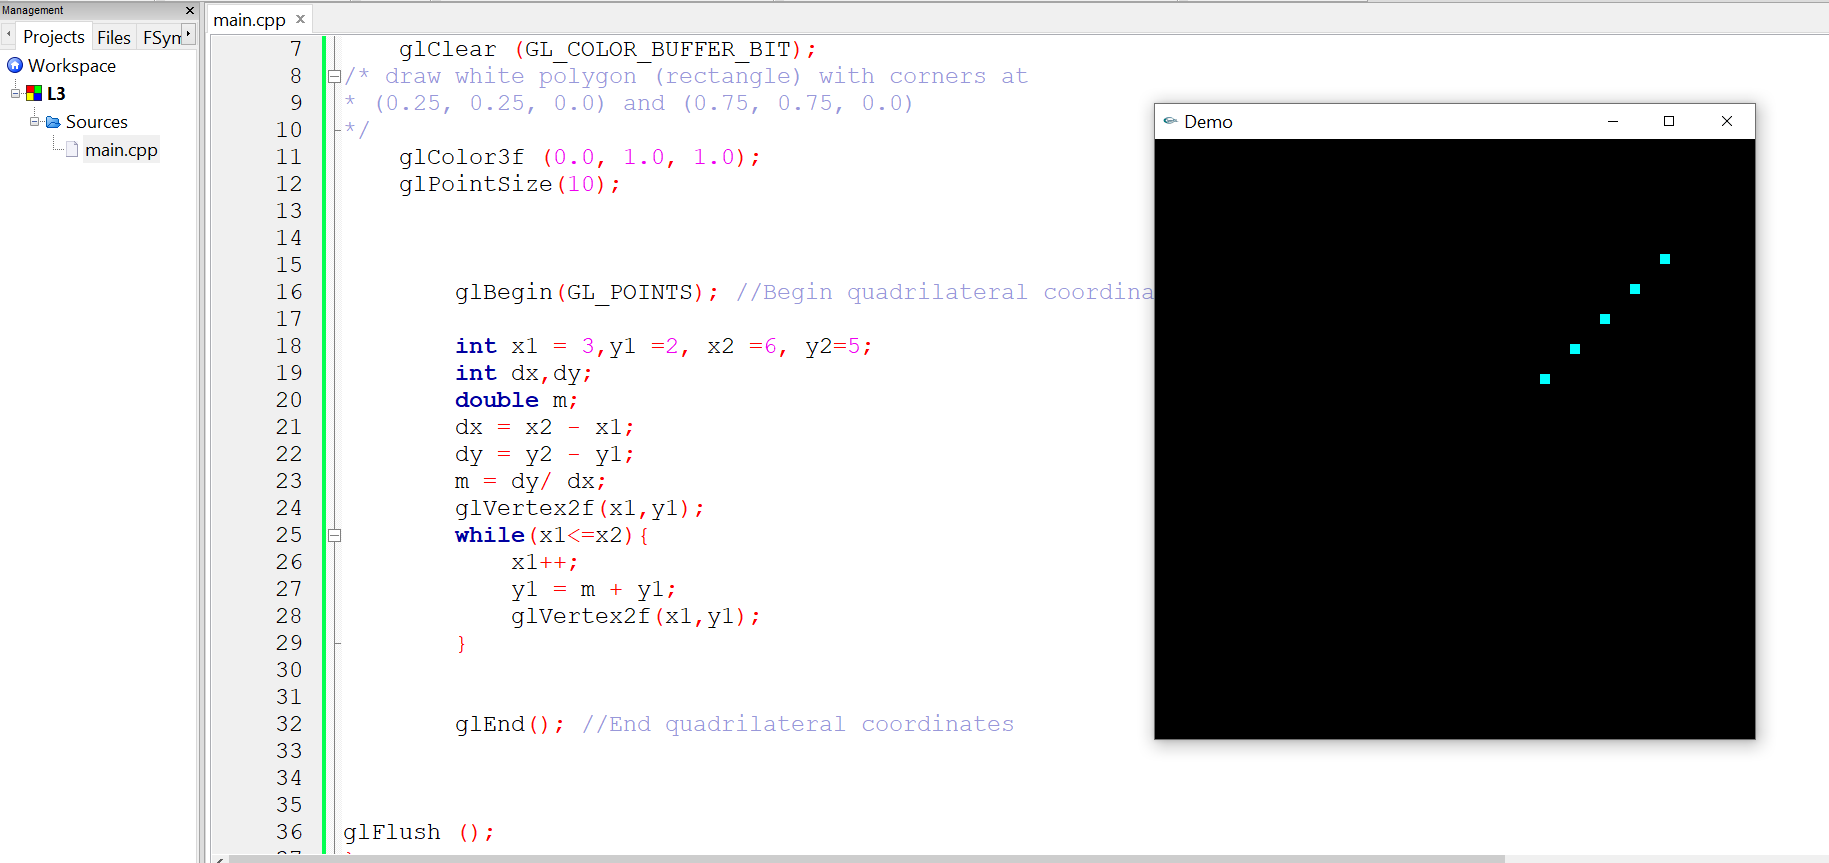 Management
Projects Files FSym
Workspace
L3
Sources
main.cpp
main.cpp
7 glClear (GL_COLOR_BUFFER_BIT);
8 /* draw white polygon (rectangle) with corners at
9 * (0.25, 0.25, 0.0) and (0.75, 0.75, 0.0)
10 */
11 glColor3f (0.0, 1.0, 1.0);
12 glPointSize(10);
13
14
15
16 glBegin(GL_POINTS); //Begin quadrilateral coordina
17
18 int x1 = 3,y1 =2, x2 =6, y2=5;
19 int dx,dy;
20 double m;
21 dx = x2 - x1;
22 dy = y2 - y1;
23 m = dy/ dx;
24 glVertex2f(x1,y1);
25 while(x1<=x2){
26 x1++;
27 y1 = m + y1;
28 glVertex2f(x1,y1);
29 }
30
31
32 glEnd(); //End quadrilateral coordinates
33
34
35
36 glFlush ();
Demo